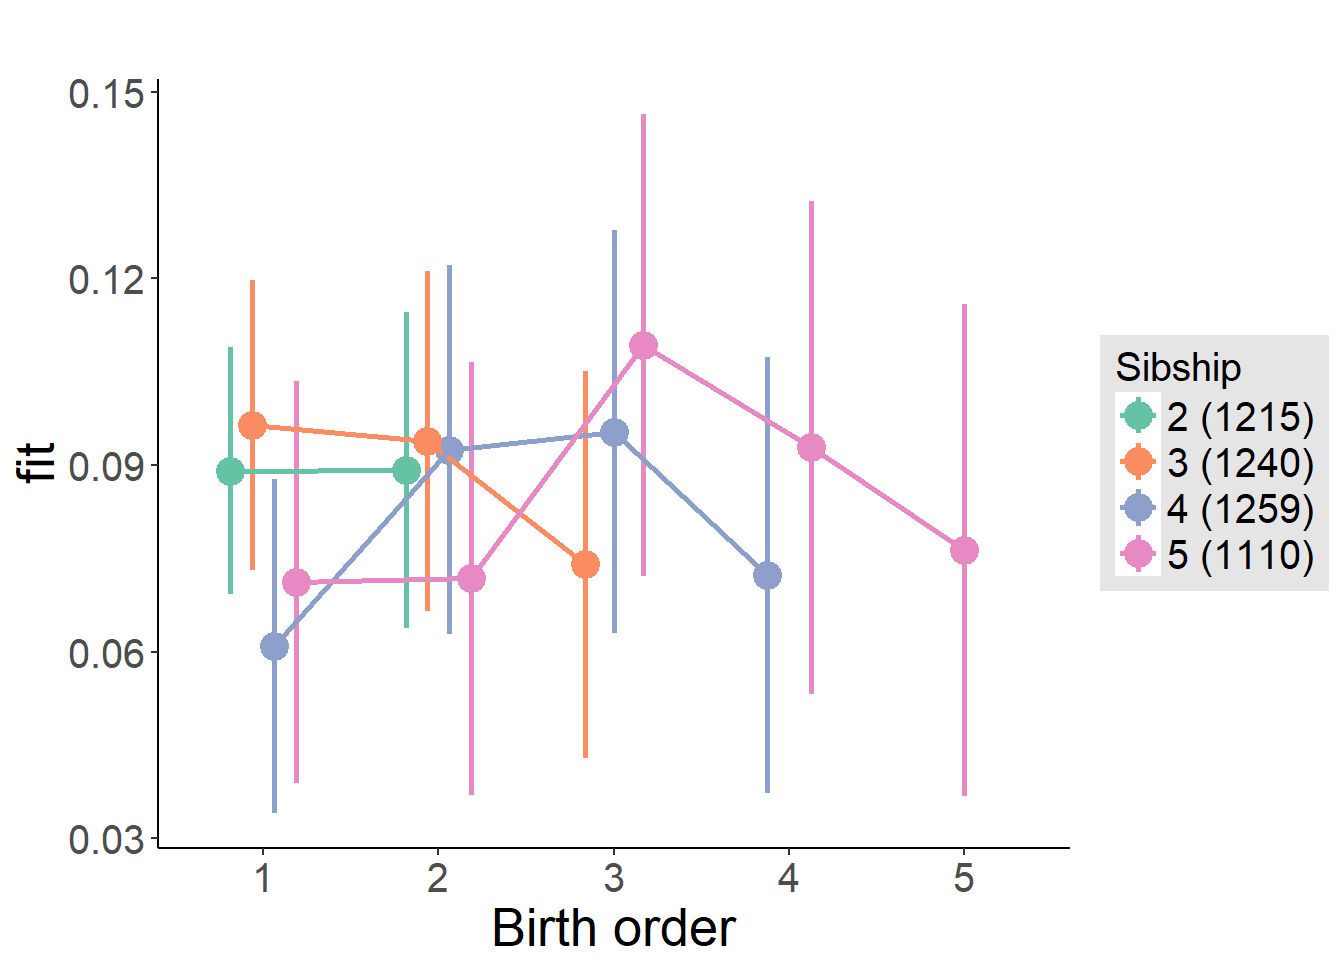 0.15
0.12
0.09
0.06
0.03
fit
1 2 3 4 5
Birth order
Sibship
2 (1215)
3 (1240)
4 (1259)
5 (1110)